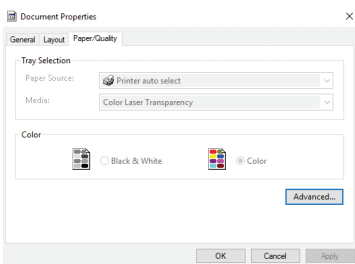 Document Properties
General Layout Paper/Quality
Tray Selection
Paper Source: Printer auto select
Media: Color Laser Transparency
Color
Black & White Color
Advanced...
OK Cancel Apply